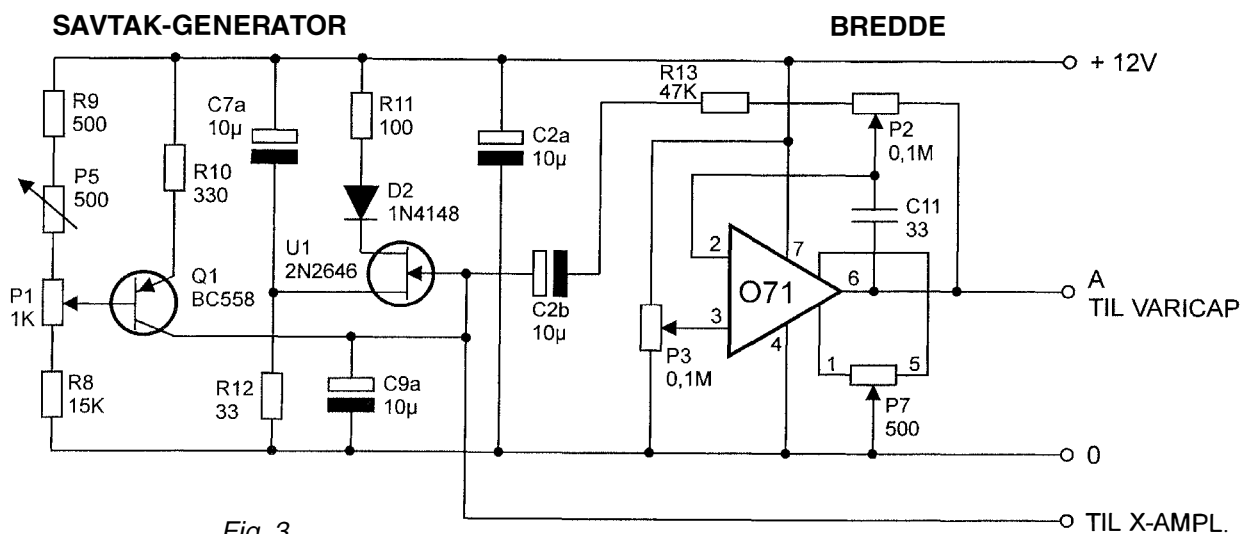 SAVTAK-GENERATOR
BREDDE
R9
500
P5
500
P1
1K
R8
15K
R10
330
Q1
BC558
C7a
10µ
R11
100
D2
1N4148
U1
2N2646
R12
33
C9a
10µ
C2a
10µ
C2b
10µ
R13
47K
P2
0,1M
C11
33
2
7
O71
6
3
4
1
5
P3
0,1M
P7
500
+ 12V
A
TIL VARICAP
0
TIL X-AMPL.
Fig. 3